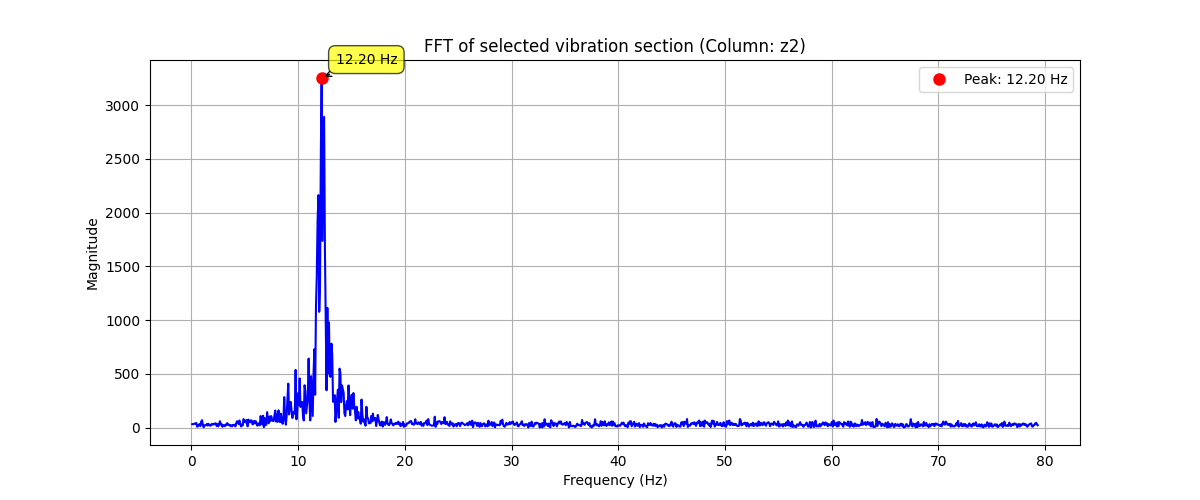 FFT of selected vibration section (Column: z2)
12.20 Hz
Peak: 12.20 Hz
Magnitude
3000
2500
2000
1500
1000
500
0
0 10 20 30 40 50 60 70 80
Frequency (Hz)